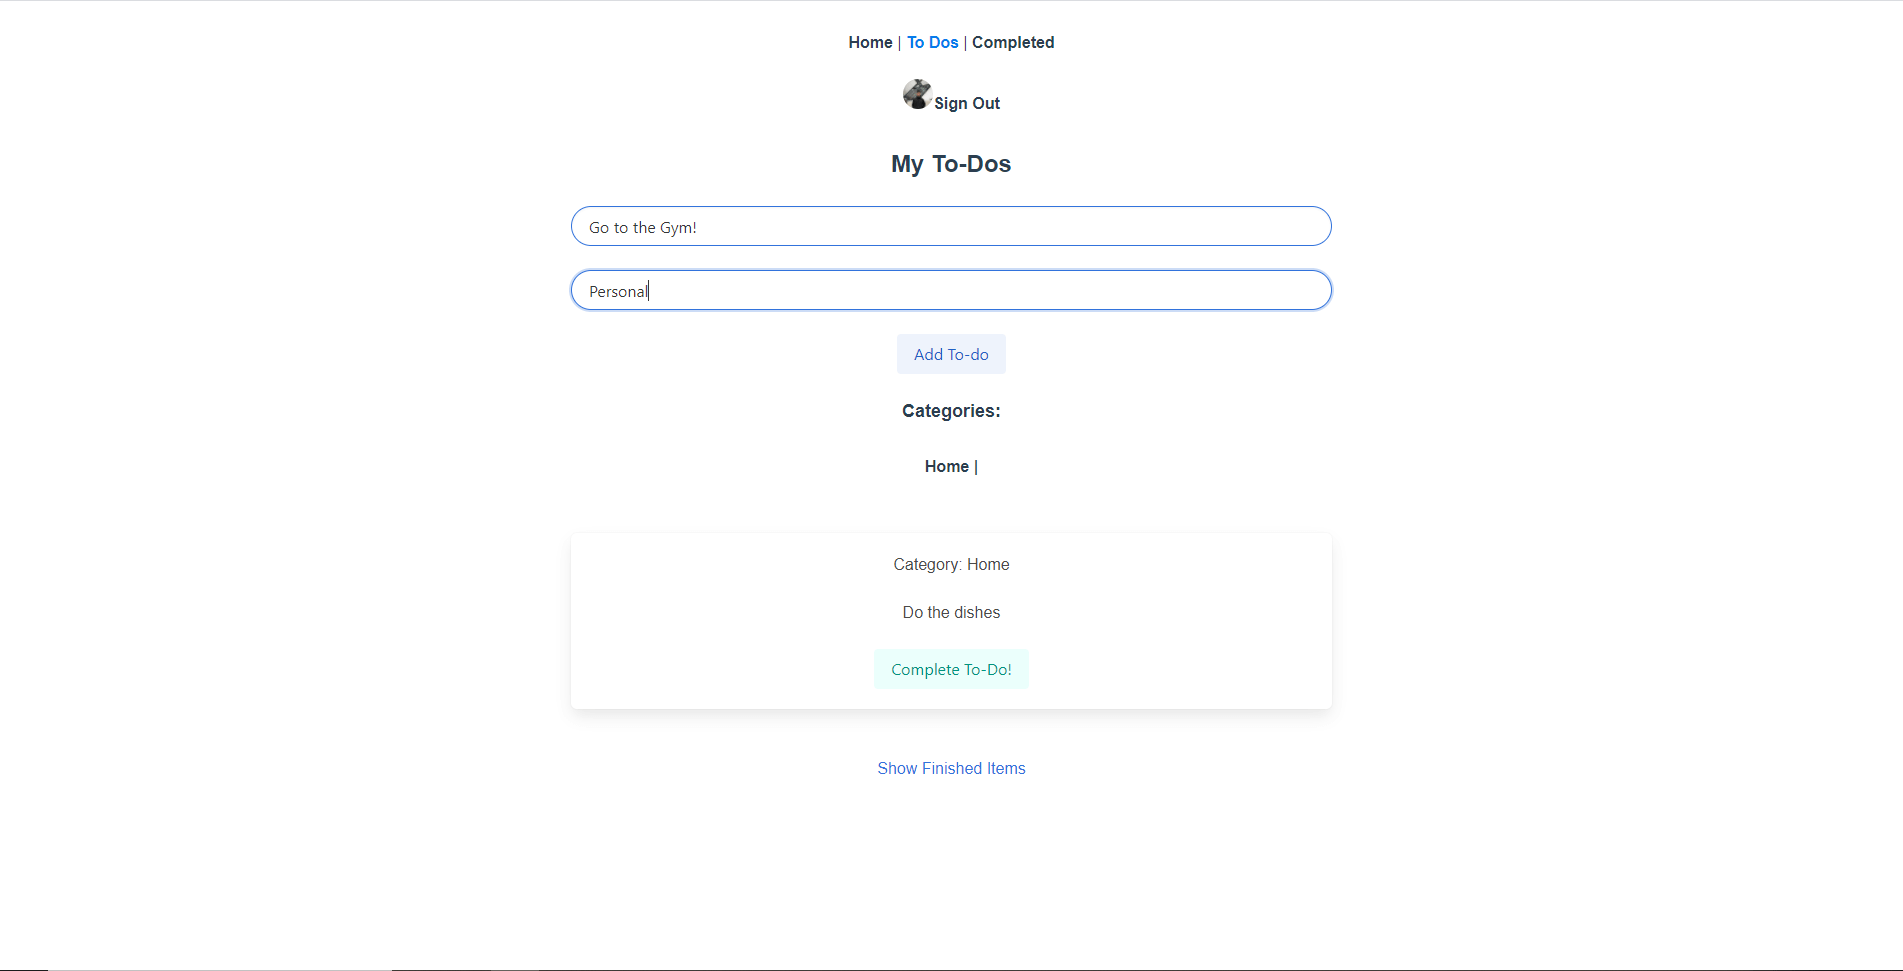 Home | To Dos | Completed
Sign Out
My To-Dos
Go to the Gym!
Personal
Add To-do
Categories:
Home |
Category: Home
Do the dishes
Complete To-Do!
Show Finished Items